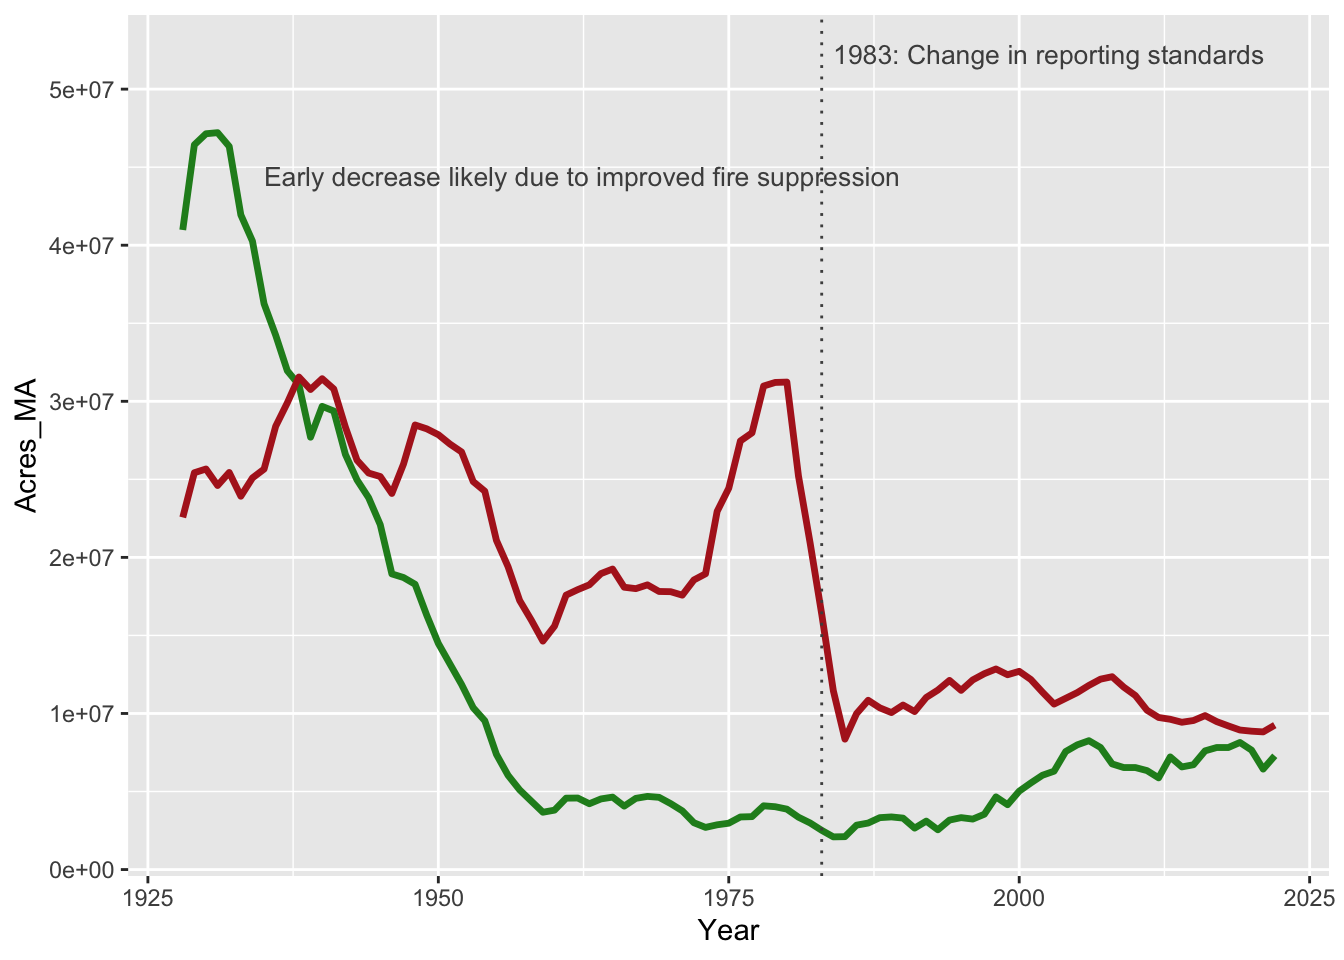 1983: Change in reporting standards
5e+07
Early decrease likely due to improved fire suppression
4e+07
3e+07
Acres_MA
2e+07
1e+07
0e+00
1925 1950 1975 2000 2025
Year